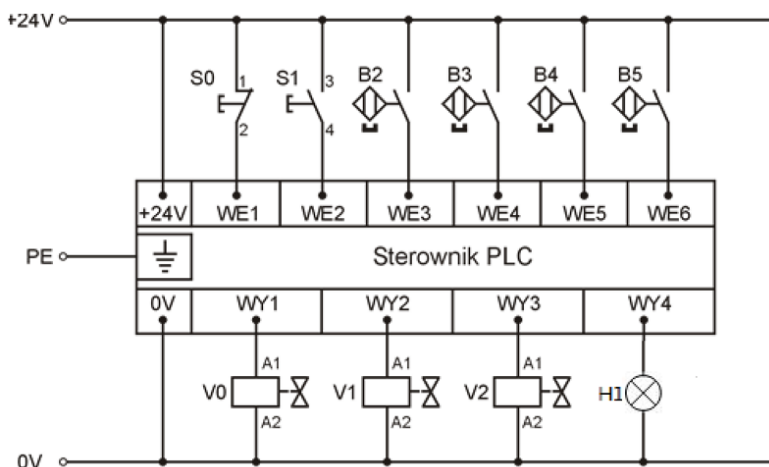 +24V
S0 1 2 S1 3 4 B2 B3 B4 B5
+24V WE1 WE2 WE3 WE4 WE5 WE6
PE Sterownik PLC
0V WY1 WY2 WY3 WY4
V0 A1 A2 V1 A1 A2 V2 A1 A2 H1
0V